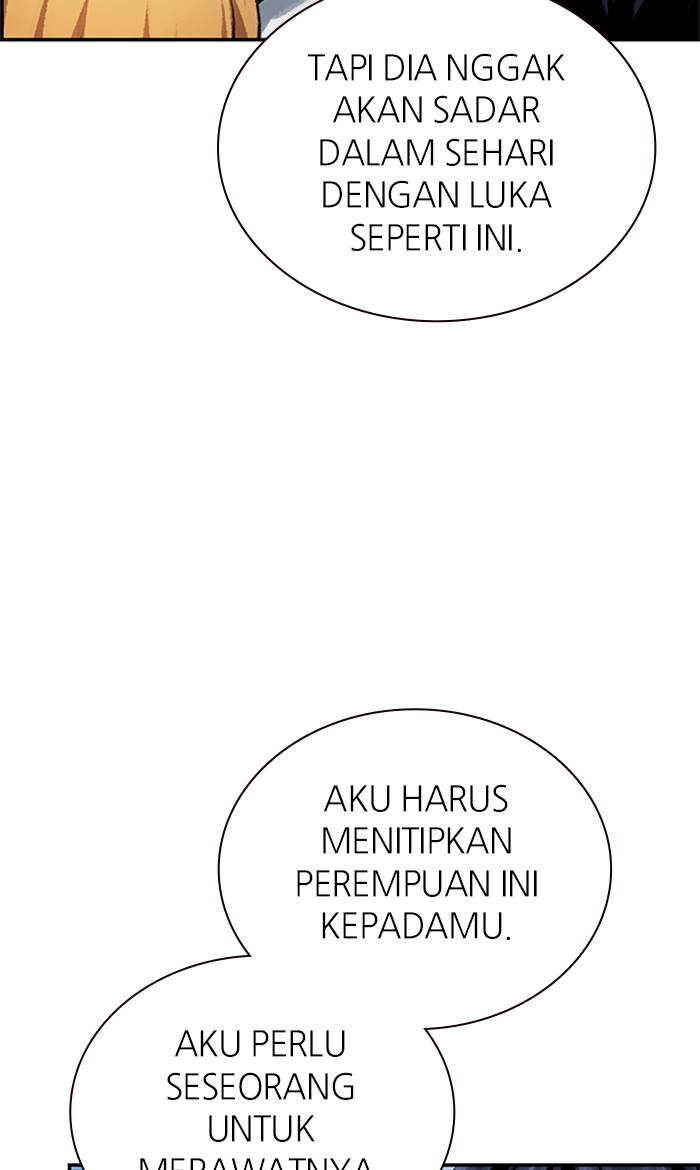 TAPI DIA NGGAK
AKAN SADAR
DALAM SEHARI
DENGAN LUKA
SEPERTI INI.
AKU HARUS
MENITIPKAN
PEREMPUAN INI
KEPADAMU.
AKU PERLU
SESEORANG
UNTUK
MERAWATNYA